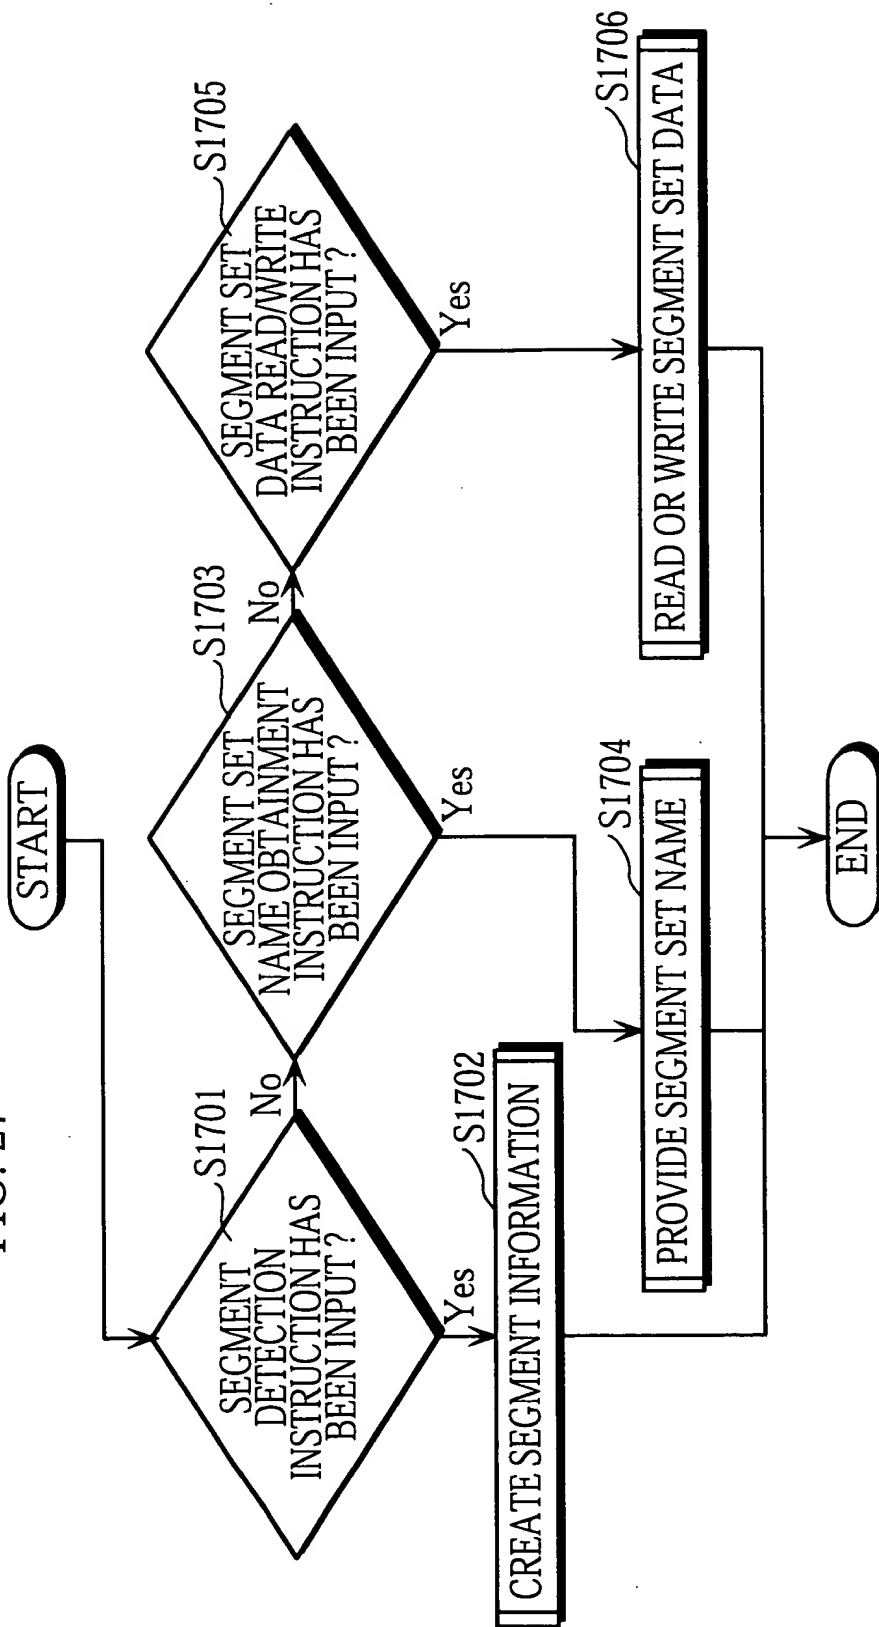 START
S1701
SEGMENT
DETECTION
INSTRUCTION HAS
BEEN INPUT ?
No
Yes
S1702
CREATE SEGMENT INFORMATION
S1703
SEGMENT SET
NAME OBTAINMENT
INSTRUCTION HAS
BEEN INPUT ?
No
Yes
S1704
PROVIDE SEGMENT SET NAME
S1705
SEGMENT SET
DATA READ/WRITE
INSTRUCTION HAS
BEEN INPUT ?
Yes
S1706
READ OR WRITE SEGMENT SET DATA
END